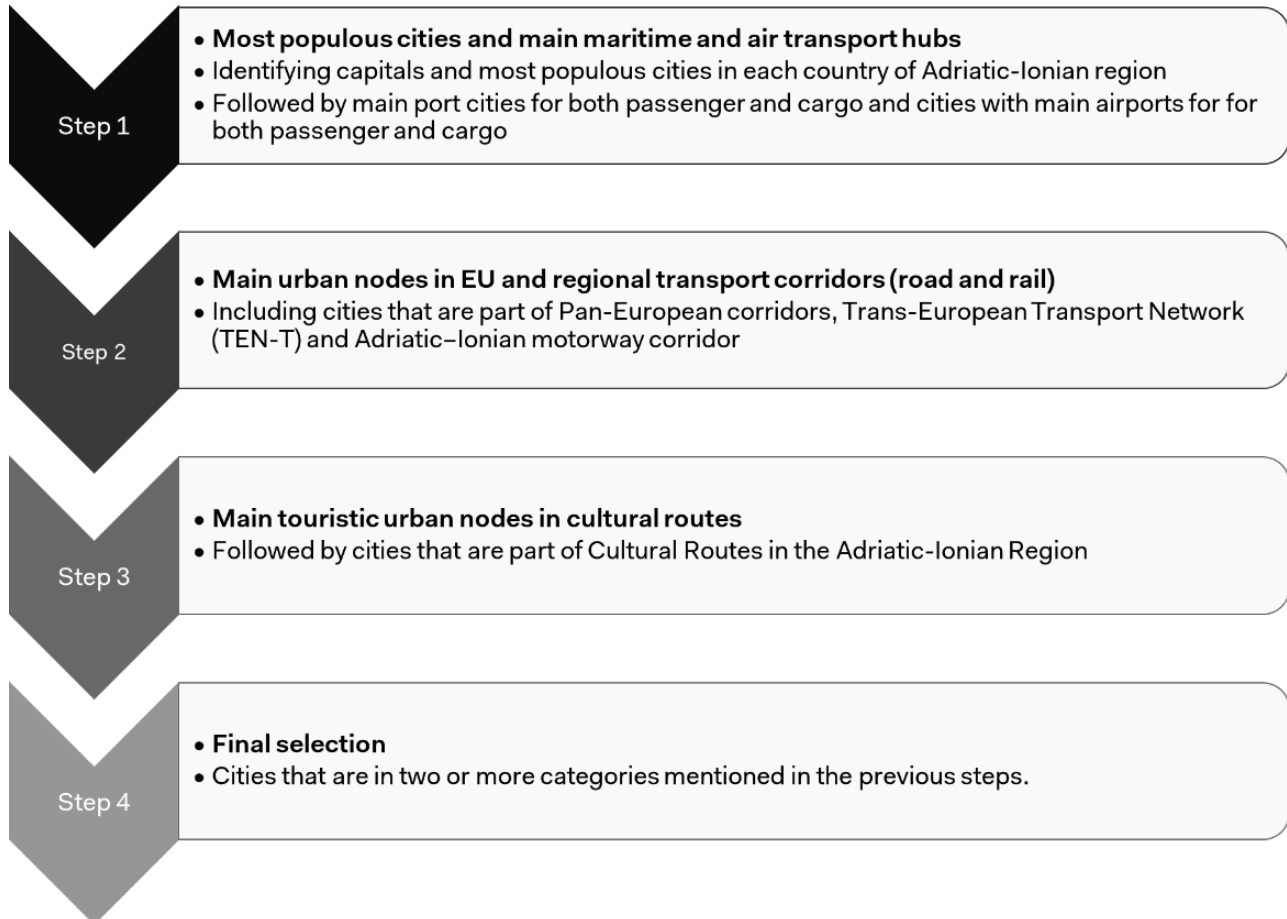 Step 1
• Most populous cities and main maritime and air transport hubs
• Identifying capitals and most populous cities in each country of Adriatic-Ionian region
• Followed by main port cities for both passenger and cargo and cities with main airports for for
both passenger and cargo
Step 2
• Main urban nodes in EU and regional transport corridors (road and rail)
• Including cities that are part of Pan-European corridors, Trans-European Transport Network
(TEN-T) and Adriatic–Ionian motorway corridor
Step 3
• Main touristic urban nodes in cultural routes
• Followed by cities that are part of Cultural Routes in the Adriatic-Ionian Region
Step 4
• Final selection
• Cities that are in two or more categories mentioned in the previous steps.